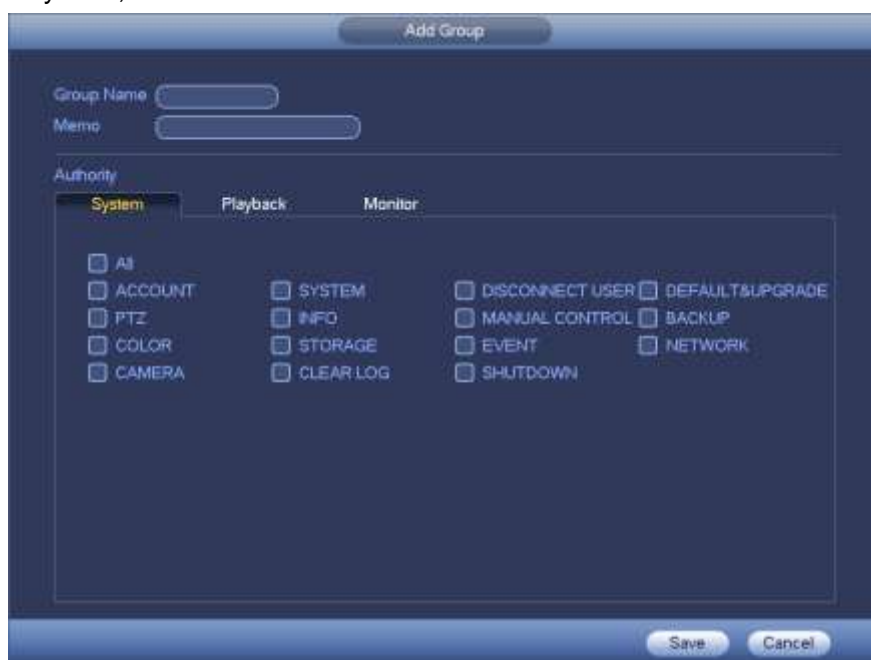 Add Group
Group Name
Memo
Authority
System Playback Monitor
All
ACCOUNT SYSTEM DISCONNECT USER DEFAULT&UPGRADE
PTZ INFO MANUAL CONTROL BACKUP
COLOR STORAGE EVENT NETWORK
CAMERA CLEAR LOG SHUTDOWN
Save Cancel